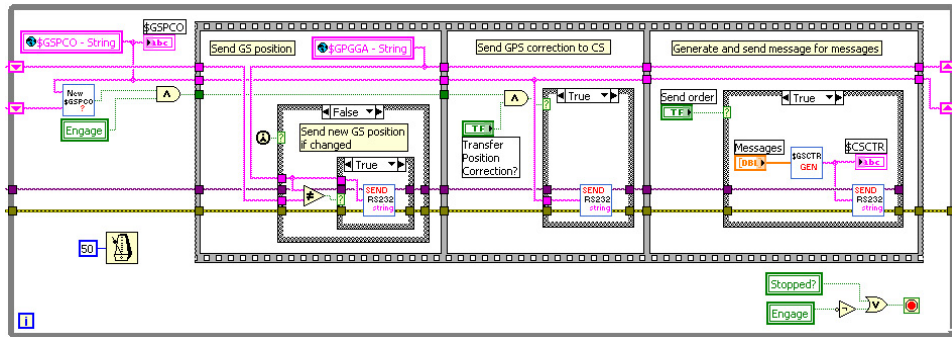 $GSPCO
$GSPCO - String
abc
Send GS position
$GPGGA - String
Send GPS correction to CS
Generate and send message for messages
New
$GSPCO
?
Engage
False
Send new GS position
if changed
True
SEND
RS232
string
TF
Transfer
Position
Correction?
True
SEND
RS232
string
Send order
TF
True
Messages
[DBL]
$GSCTR
GEN
$CSCTR
abc
SEND
RS232
string
50
i
Stopped?
Engage